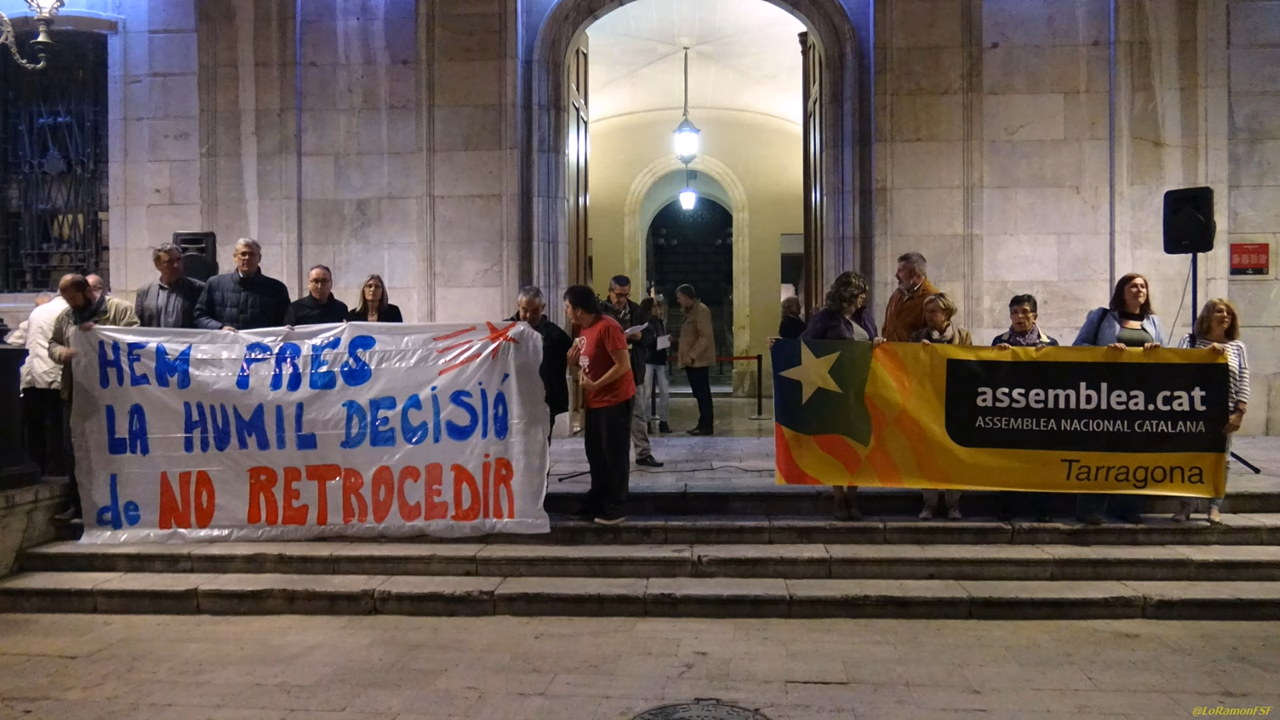 HEM PRES
LA HUMIL DECISIÓ
de NO RETROCEDIR
assemblea.cat
ASSEMBLEA NACIONAL CATALANA
Tarragona
@LoRamonFSF